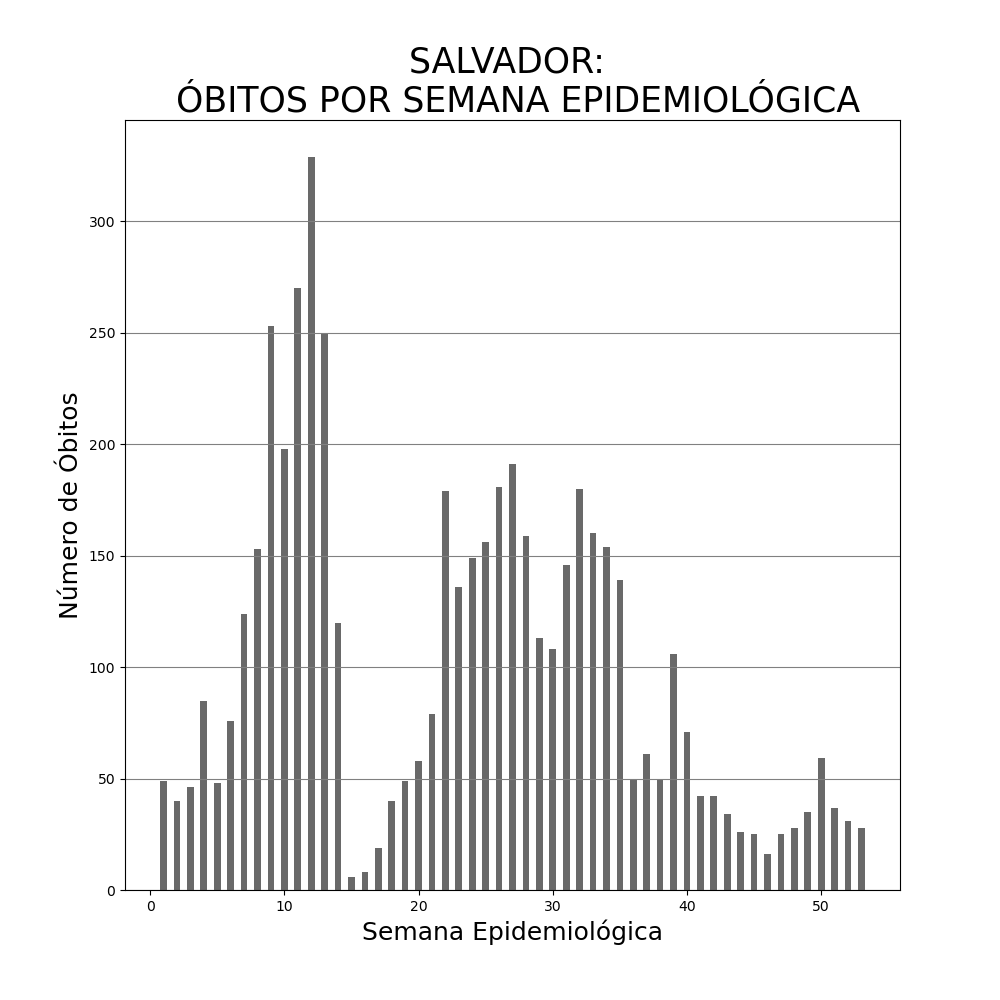 SALVADOR:
ÓBITOS POR SEMANA EPIDEMIOLÓGICA
300
250
200
150
100
50
0
Número de Óbitos
0 10 20 30 40 50
Semana Epidemiológica